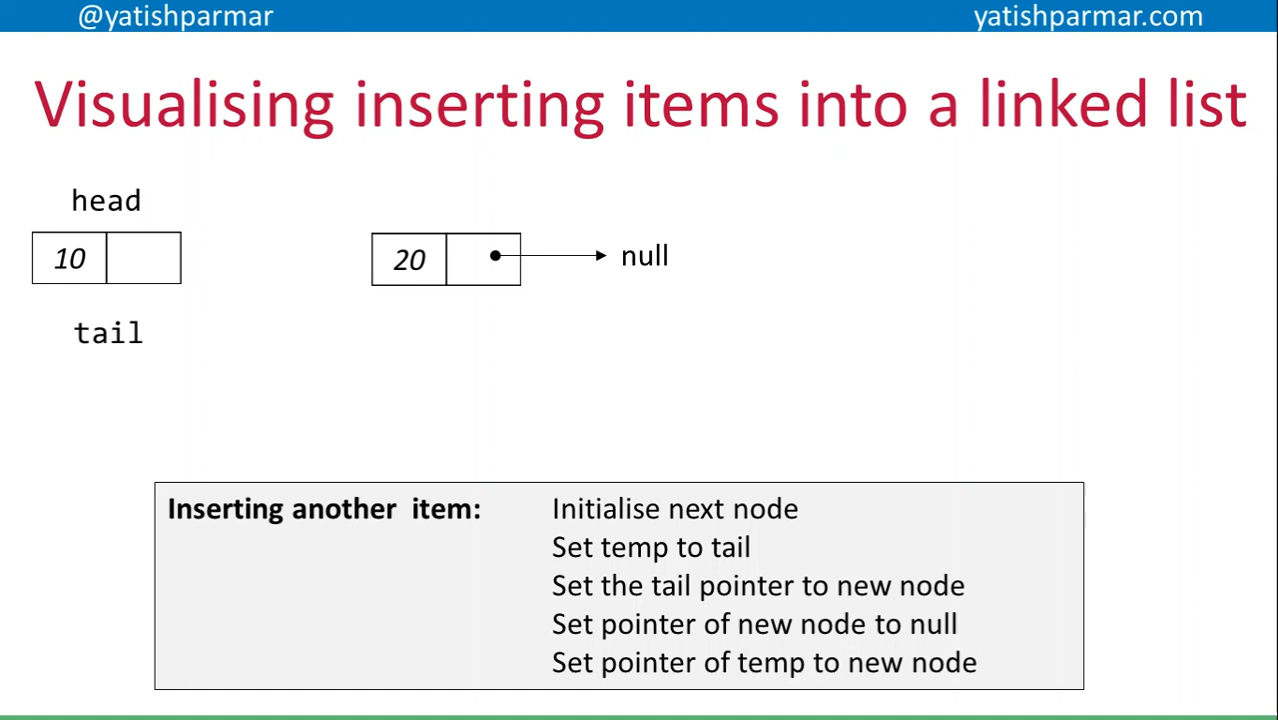 @yatishparmar yatishparmar.com
Visualising inserting items into a linked list
head
10 20 null
tail
Inserting another item: Initialise next node
Set temp to tail
Set the tail pointer to new node
Set pointer of new node to null
Set pointer of temp to new node